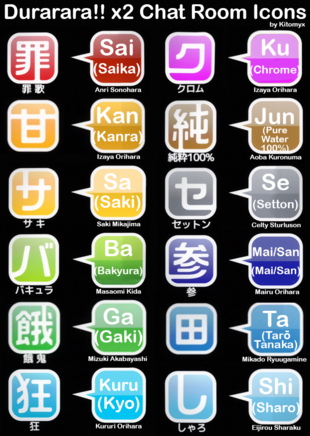 Durarara!! x2 Chat Room Icons
by Kitomyx
罪
罪歌
Sai
(Saika)
Anri Sonohara
ク
クロム
Ku
(Chrome)
Izaya Orihara
甘
Kan
(Kanra)
Izaya Orihara
純
純粋100%
Jun
(Pure
Water
100%)
Aoba Kuronuma
サ
サキ
Sa
(Saki)
Saki Mikajima
セ
セットン
Se
(Setton)
Celty Sturluson
バ
バキュラ
Ba
(Bakyura)
Masaomi Kida
参
参
Mai/San
(Mai/San)
Mairu Orihara
餓
餓鬼
Ga
(Gaki)
Mizuki Akabayashi
田
Ta
(Tarō
Tanaka)
Mikado Ryuugamine
狂
狂
Kuru
(Kyo)
Kururi Orihara
し
しゃろ
Shi
(Sharo)
Eijirou Sharaku